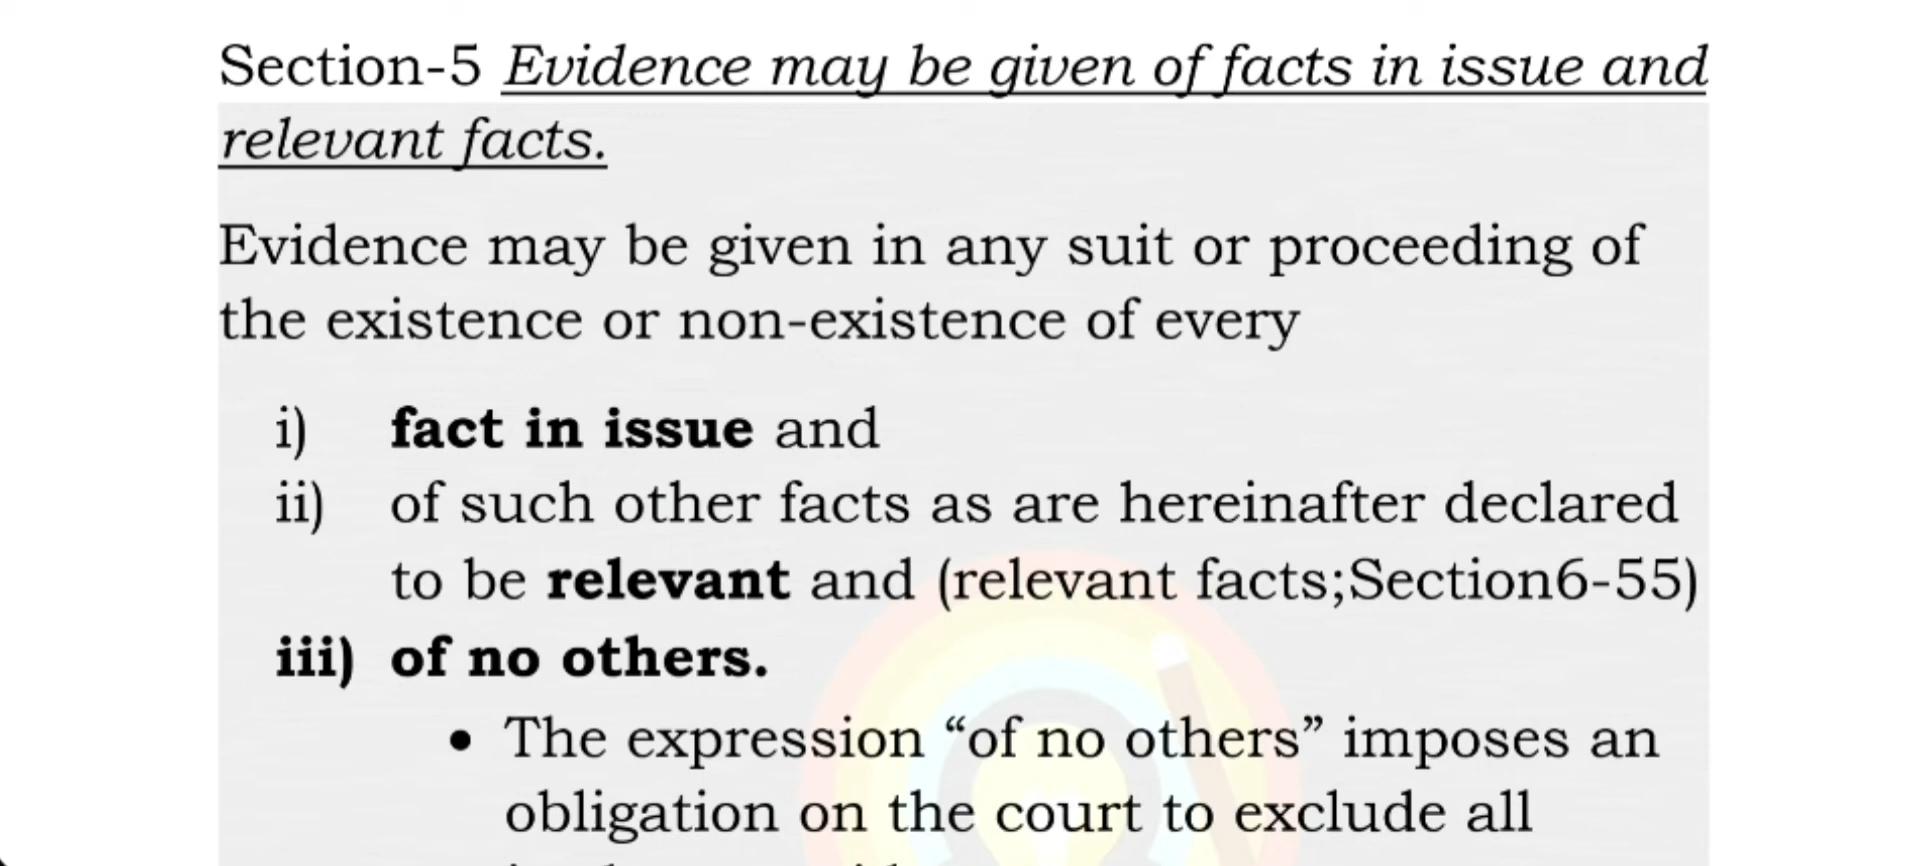 Section-5 Evidence may be given of facts in issue and
relevant facts.
Evidence may be given in any suit or proceeding of
the existence or non-existence of every
i) fact in issue and
ii) of such other facts as are hereinafter declared
to be relevant and (relevant facts;Section6-55)
iii) of no others.
• The expression “of no others” imposes an
obligation on the court to exclude all